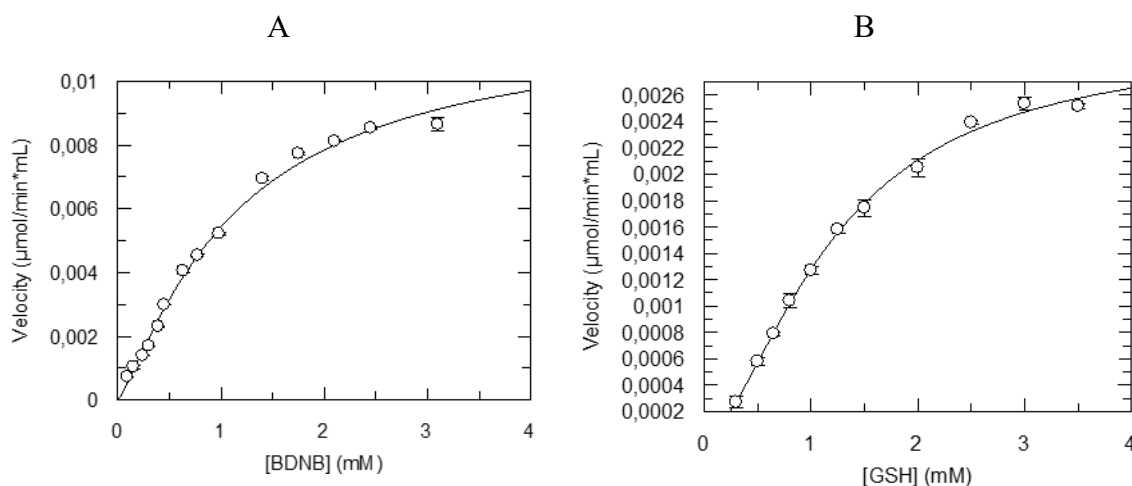 A
B
Velocity (µmol/min*mL)
0,01
0,008
0,006
0,004
0,002
0
0 1 2 3 4
[BDNB] (mM)
Velocity (µmol/min*mL)
0,0026
0,0024
0,0022
0,002
0,0018
0,0016
0,0014
0,0012
0,001
0,0008
0,0006
0,0004
0,0002
0 1 2 3 4
[GSH] (mM)